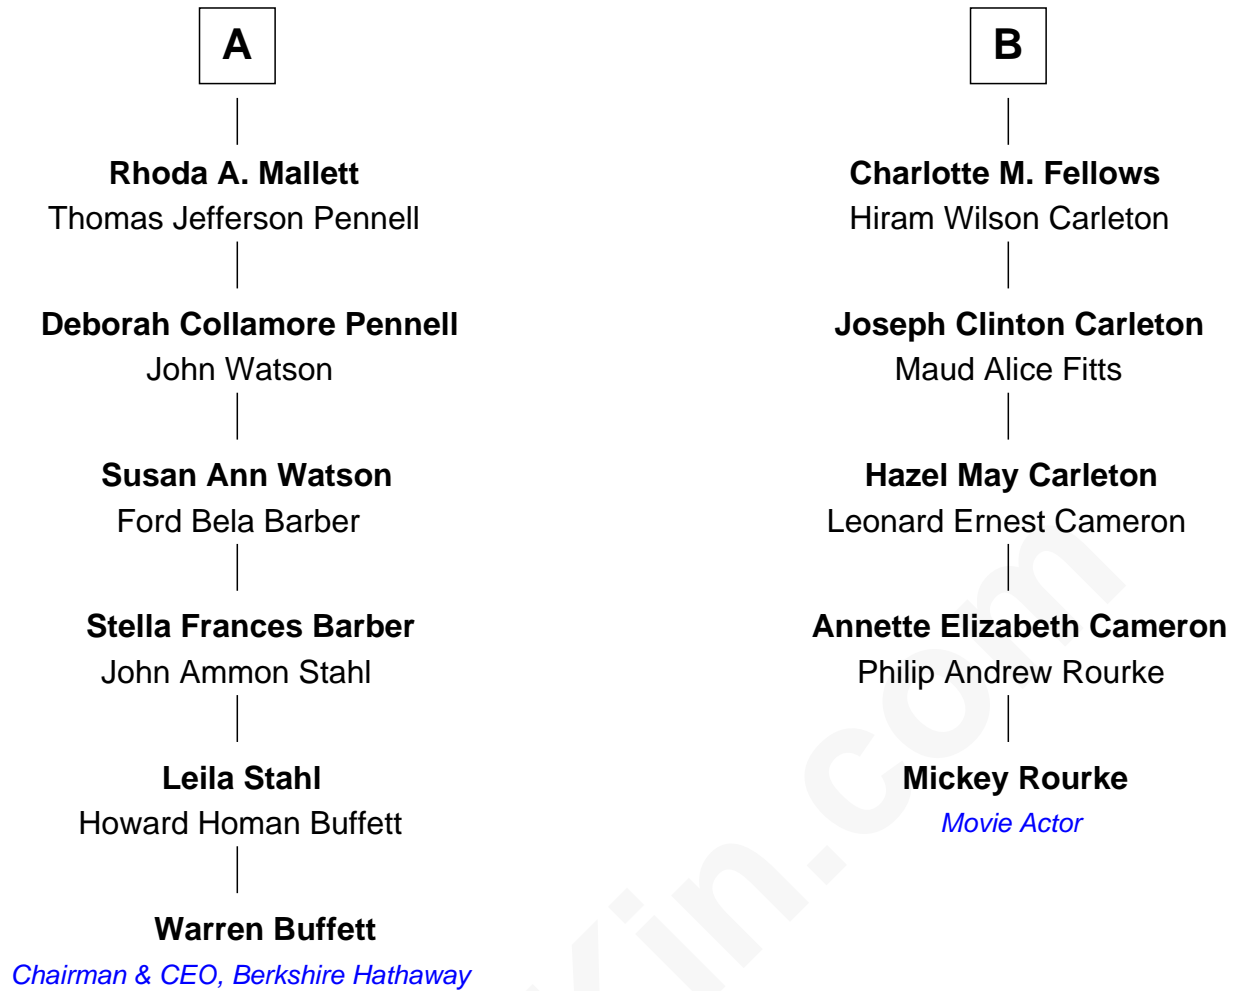 A
Rhoda A. Mallett
Thomas Jefferson Pennell
Deborah Collamore Pennell
John Watson
Susan Ann Watson
Ford Bela Barber
Stella Frances Barber
John Ammon Stahl
Leila Stahl
Howard Homan Buffett
Warren Buffett
Chairman & CEO, Berkshire Hathaway
B
Charlotte M. Fellows
Hiram Wilson Carleton
Joseph Clinton Carleton
Maud Alice Fitts
Hazel May Carleton
Leonard Ernest Cameron
Annette Elizabeth Cameron
Philip Andrew Rourke
Mickey Rourke
Movie Actor
Kin.com